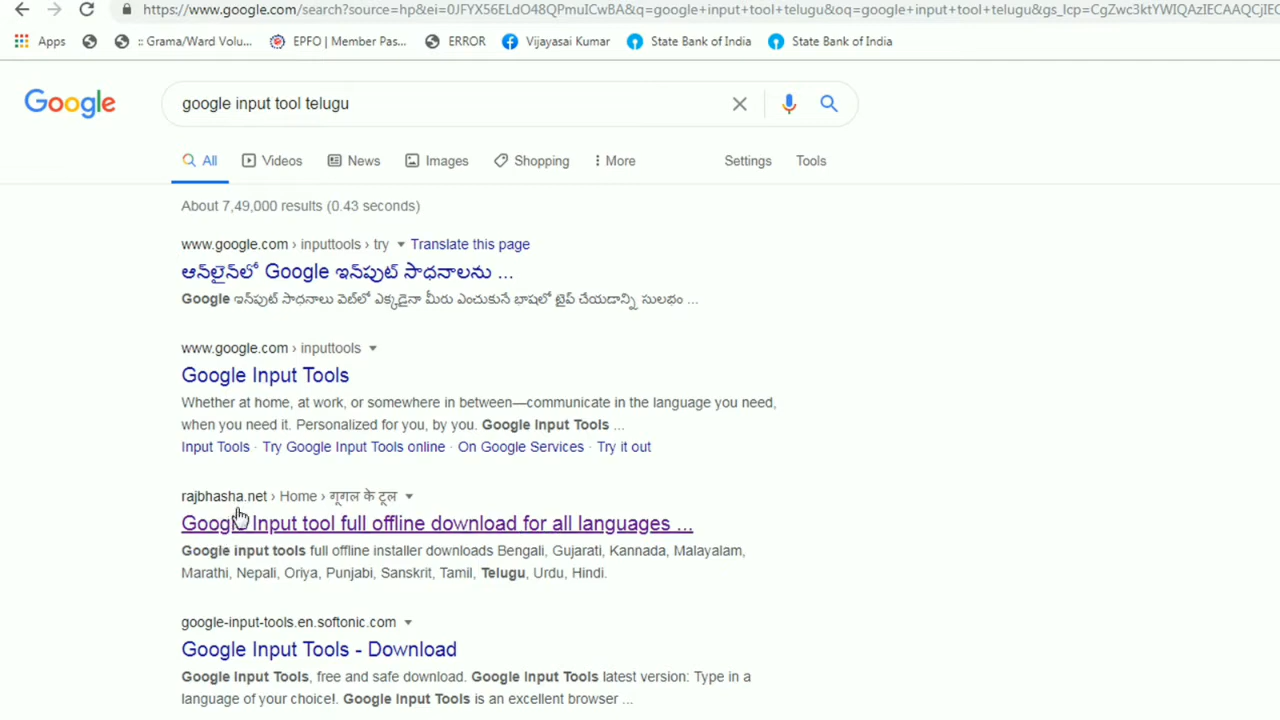 https://www.google.com/search?source=hp&ei=0JFYX56ELdO48QPmuICwBA&q=google+input+tool+telugu&oq=google+input+tool+telugu&gs_lcp=CgZwc3ktYWIQAzIECAAQCjIEC
Apps :: Grama/Ward Volu... EPFO | Member Pas... ERROR Vijayasai Kumar State Bank of India State Bank of India
Google google input tool telugu
All Videos News Images Shopping More Settings Tools
About 7,49,000 results (0.43 seconds)
www.google.com › inputtools › try Translate this page
ఆన్‌లైన్‌లో Google ఇన్‌పుట్ సాధనాలను ...
Google ఇన్‌పుట్ సాధనాలు వెబ్‌లో ఎక్కడైనా మీరు ఎంచుకునే భాషలో టైప్ చేయడాన్ని సులభం ...
www.google.com › inputtools
Google Input Tools
Whether at home, at work, or somewhere in between—communicate in the language you need,
when you need it. Personalized for you, by you. Google Input Tools ...
Input Tools · Try Google Input Tools online · On Google Services · Try it out
rajbhasha.net › Home › गूगल के टूल
Google Input tool full offline download for all languages ...
Google input tools full offline installer downloads Bengali, Gujarati, Kannada, Malayalam,
Marathi, Nepali, Oriya, Punjabi, Sanskrit, Tamil, Telugu, Urdu, Hindi.
google-input-tools.en.softonic.com
Google Input Tools - Download
Google Input Tools, free and safe download. Google Input Tools latest version: Type in a
language of your choice!. Google Input Tools is an excellent browser ...